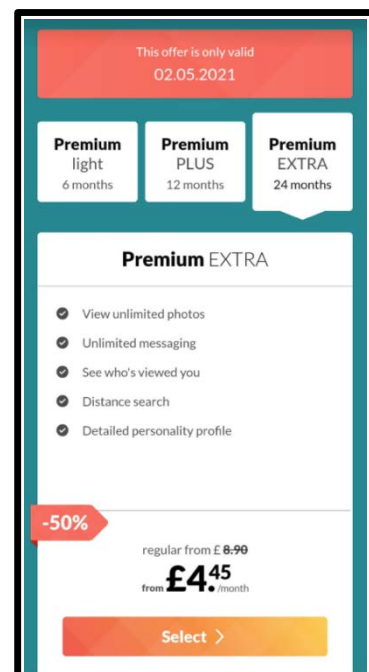 This offer is only valid
02.05.2021
Premium
light
6 months
Premium
PLUS
12 months
Premium
EXTRA
24 months
Premium EXTRA
View unlimited photos
Unlimited messaging
See who's viewed you
Distance search
Detailed personality profile
-50%
regular from £ 8.90
from £4.45 /month
Select >